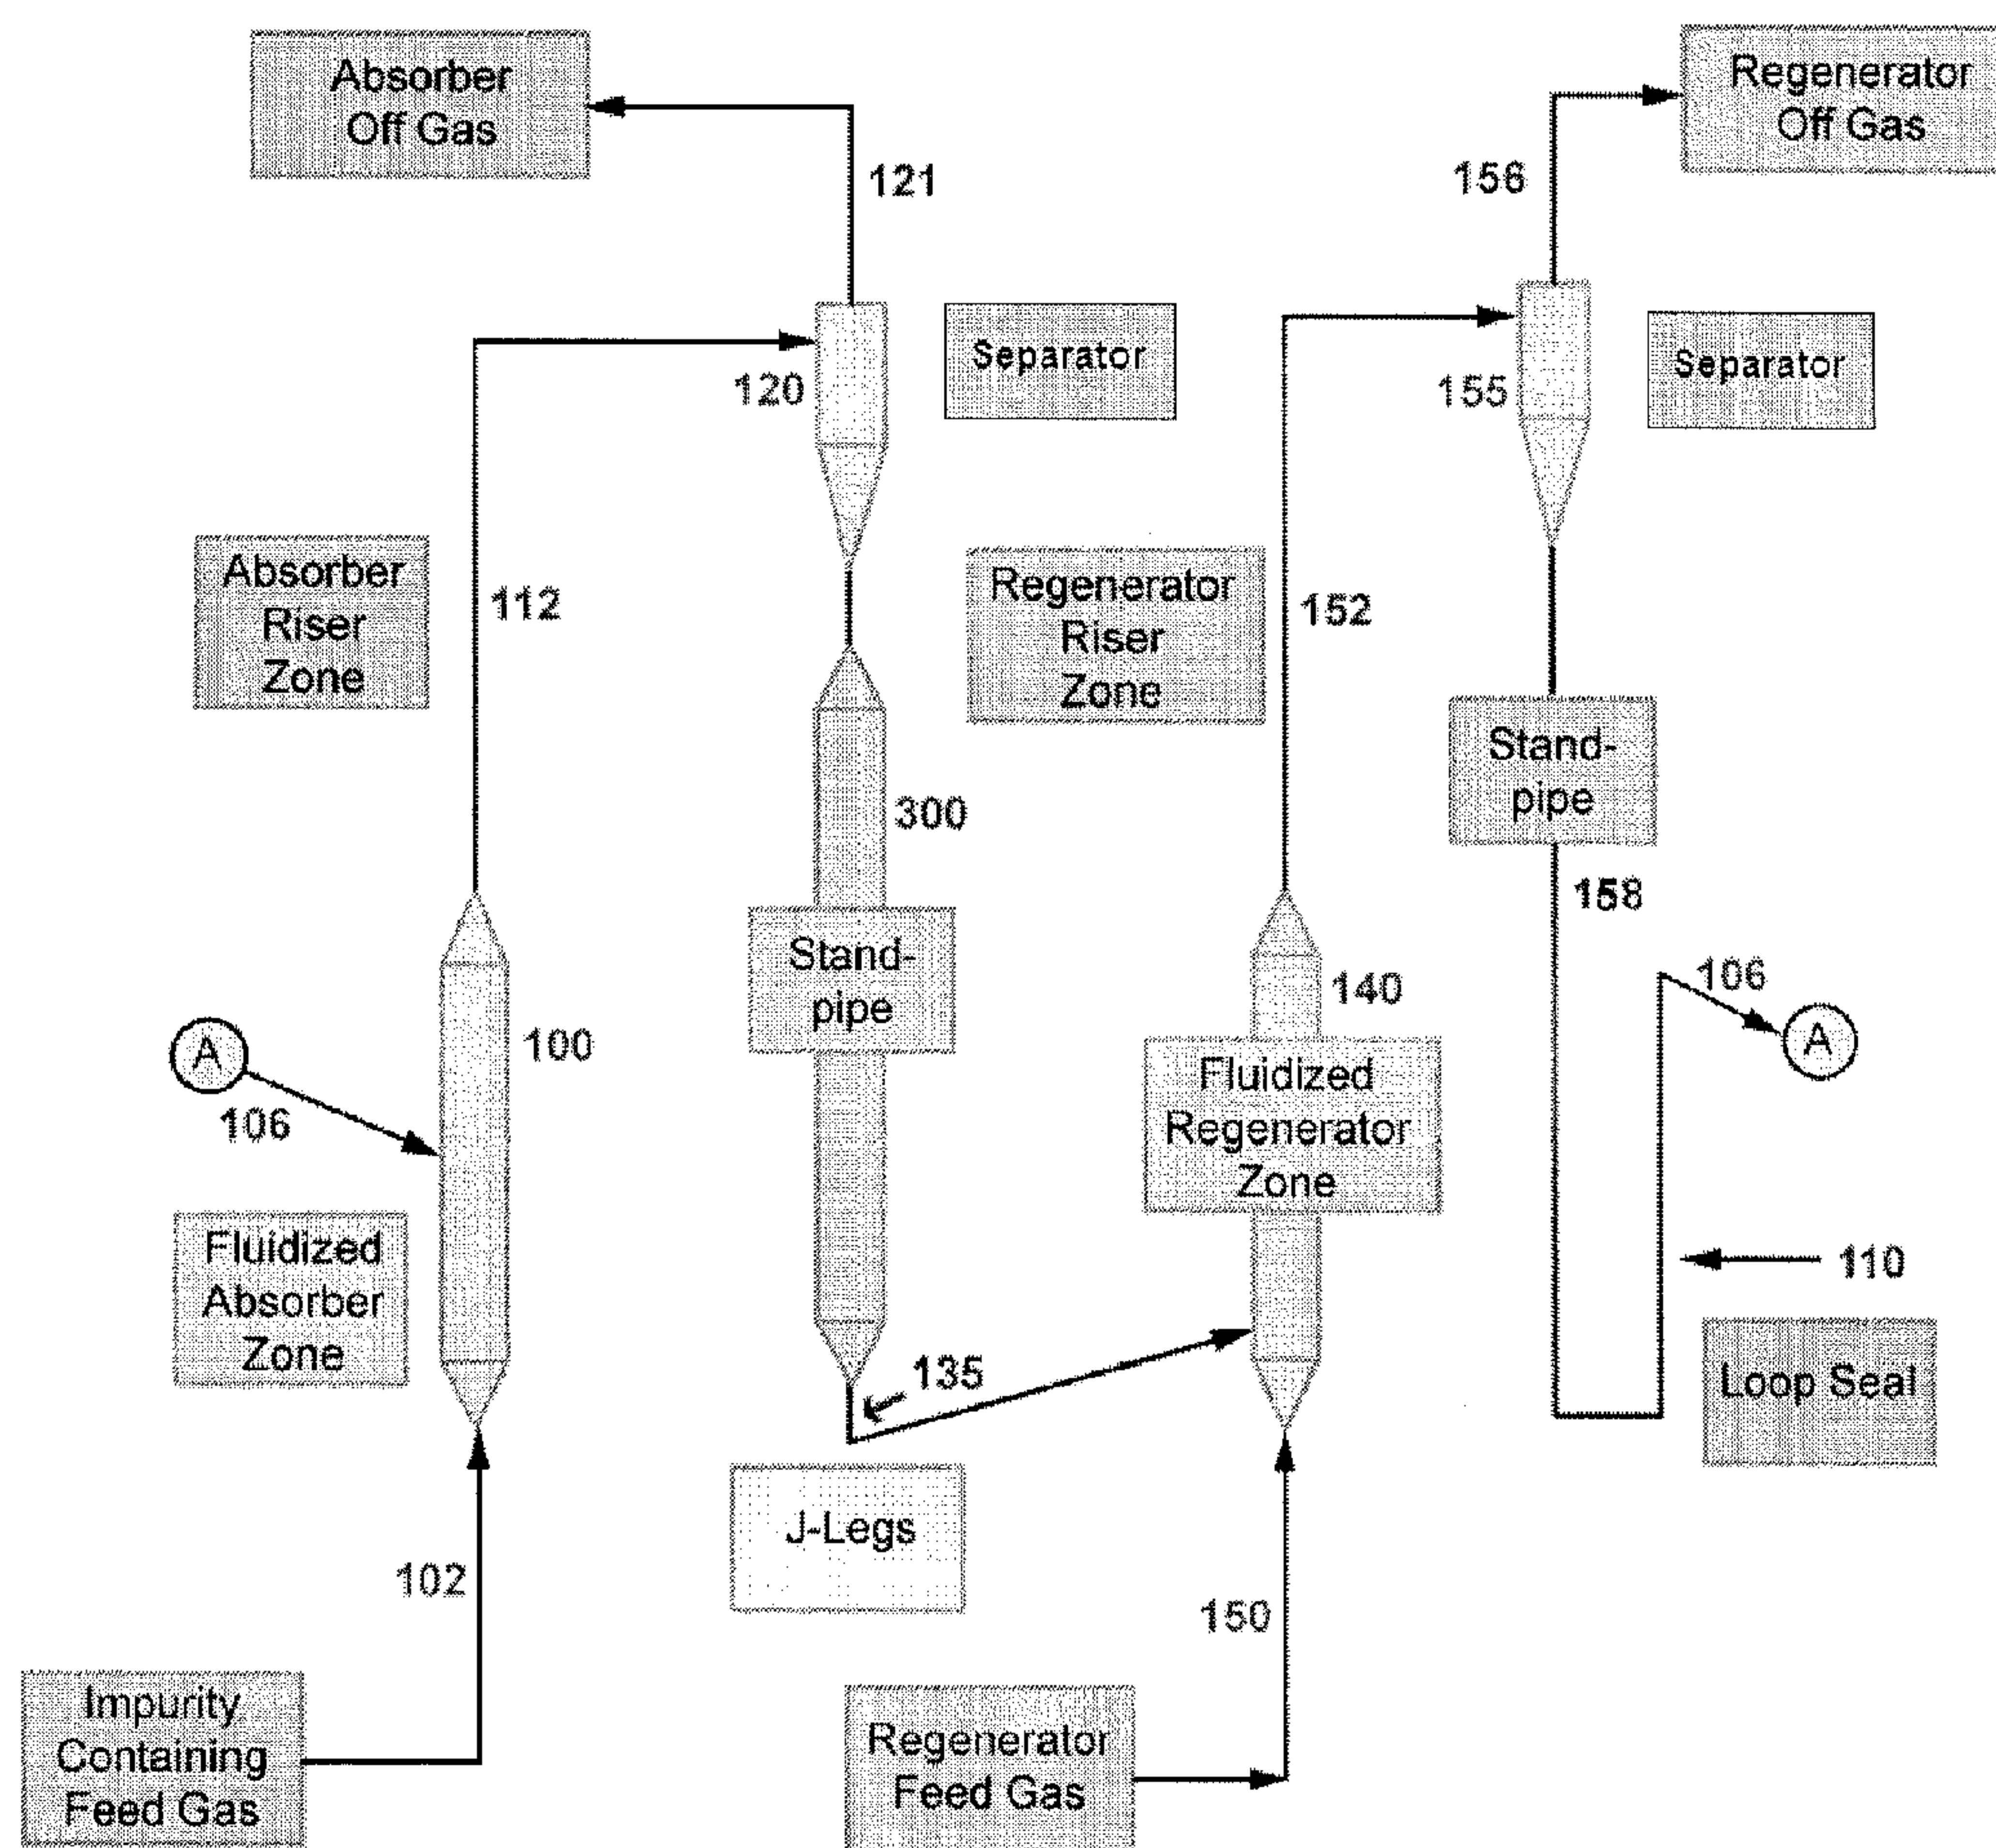 Absorber
Off Gas
Regenerator
Off Gas
121
156
Separator
Separator
120
155
Absorber
Riser
Zone
112
Regenerator
Riser
Zone
152
Stand-
pipe
300
158
Stand-
pipe
106
140
A
100
A
106
Fluidized
Regenerator
Zone
Fluidized
Absorber
Zone
110
135
Loop Seal
J-Legs
102
150
Impurity
Containing
Feed Gas
Regenerator
Feed Gas